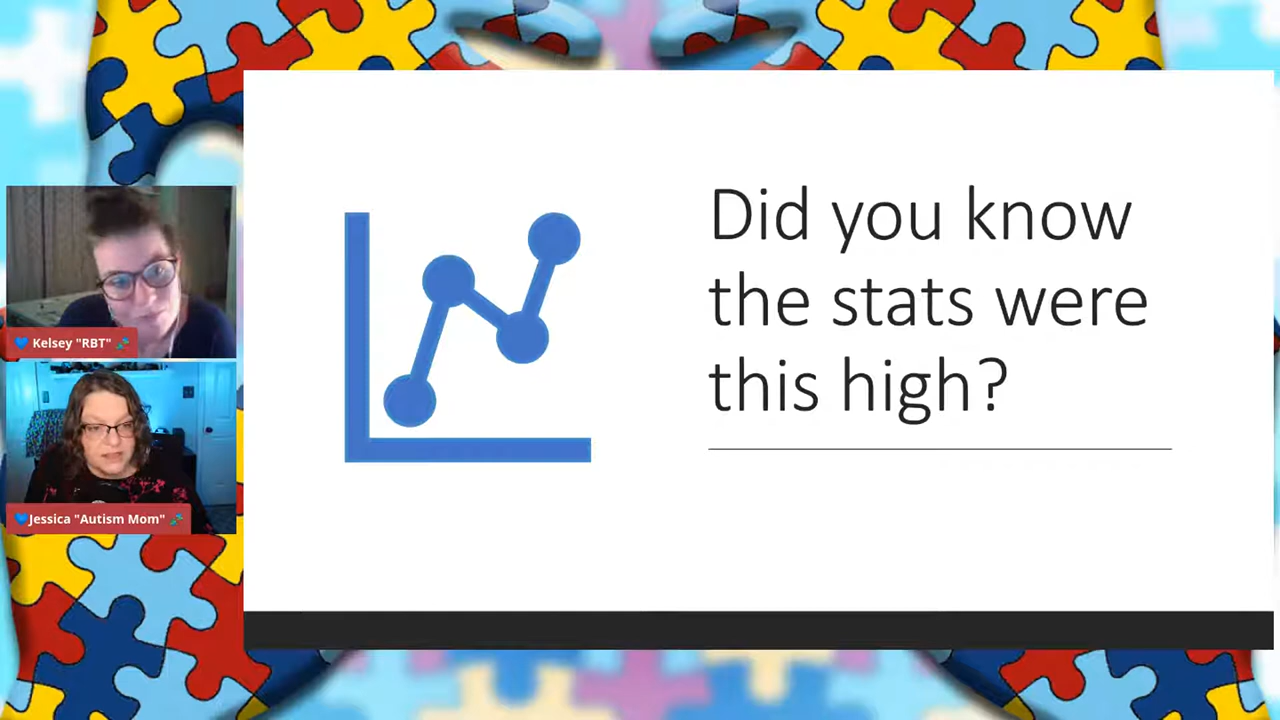 Did you know
the stats were
this high?
💙 Kelsey "RBT"
💙Jessica "Autism Mom"